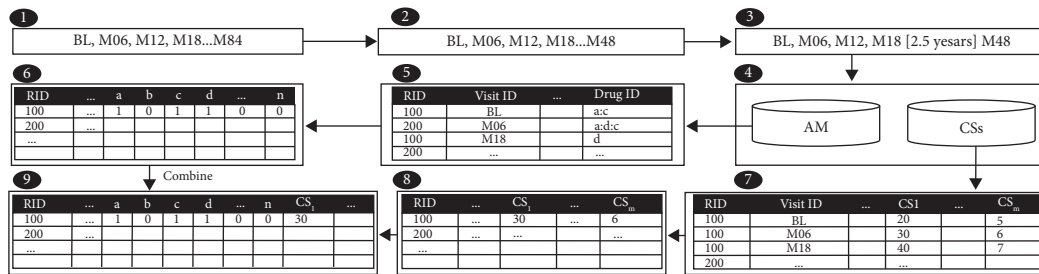 1
BL, M06, M12, M18...M84
2
BL, M06, M12, M18...M48
3
BL, M06, M12, M18 [2.5 yesars] M48
6
RID ... a b c d ... n
100 ... 1 0 1 1 0 0
200 ...
...
5
RID Visit ID ... Drug ID
100 BL a:c
200 M06 a:d:c
100 M18 d
200 ... ...
4
AM
CSs
Combine
9
RID ... a b c d ... n CS1 ...
100 ... 1 0 1 1 0 0 30
200 ...
...
8
RID ... CS1 ... CSm
100 ... 30 ... 6
200 ... ... ...
...
7
RID Visit ID ... CS1 ... CSm
100 BL 20 5
100 M06 30 6
100 M18 40 7
200 ... ...